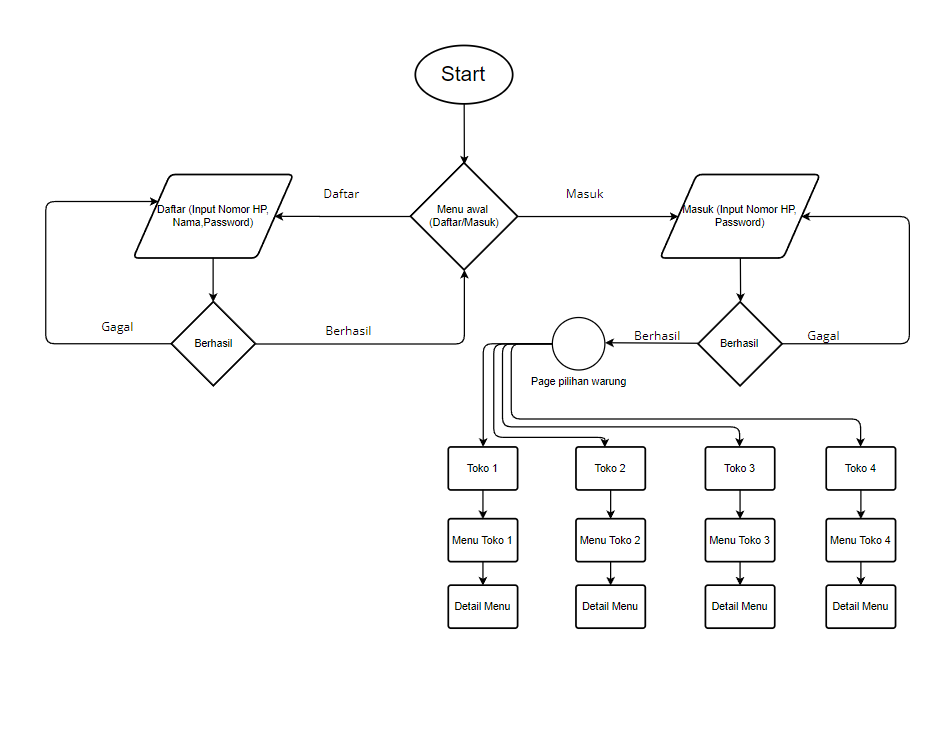 Start
Daftar
Masuk
Menu awal
(Daftar/Masuk)
Daftar (Input Nomor HP,
Nama,Password)
Masuk (Input Nomor HP,
Password)
Gagal
Berhasil
Berhasil
Berhasil
Berhasil
Gagal
Page pilihan warung
Toko 1
Toko 2
Toko 3
Toko 4
Menu Toko 1
Menu Toko 2
Menu Toko 3
Menu Toko 4
Detail Menu
Detail Menu
Detail Menu
Detail Menu